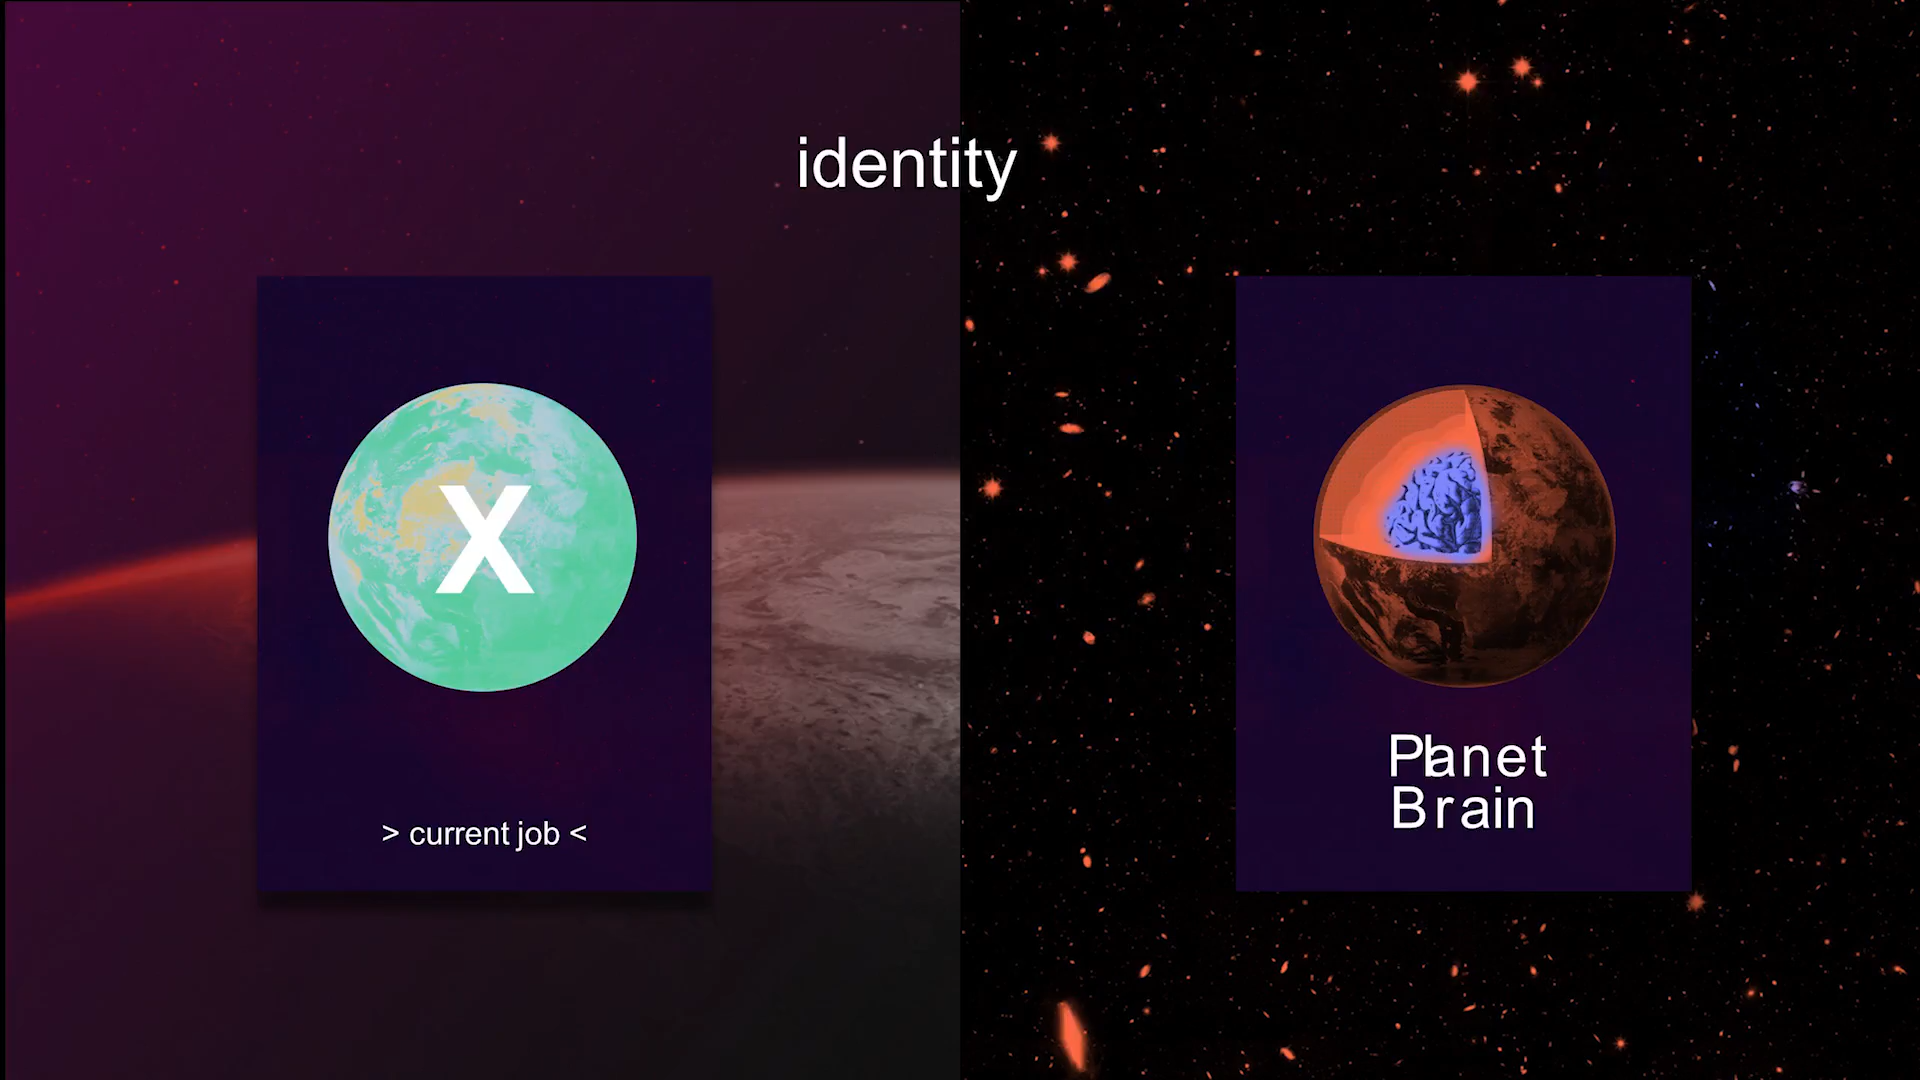 identity
X
> current job <
Planet
Brain